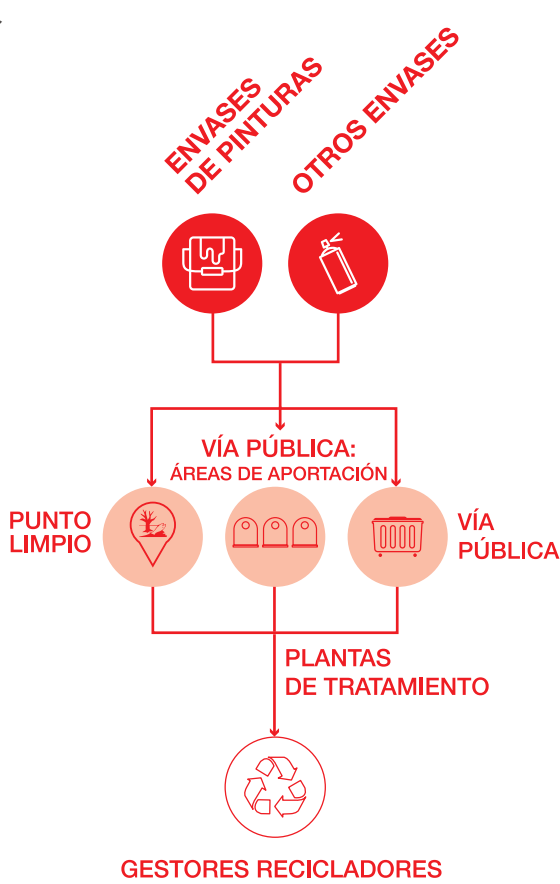 ENVASES
DE PINTURAS
OTROS ENVASES
VÍA PÚBLICA:
ÁREAS DE APORTACIÓN
PUNTO
LIMPIO
VÍA
PÚBLICA
PLANTAS
DE TRATAMIENTO
GESTORES RECICLADORES